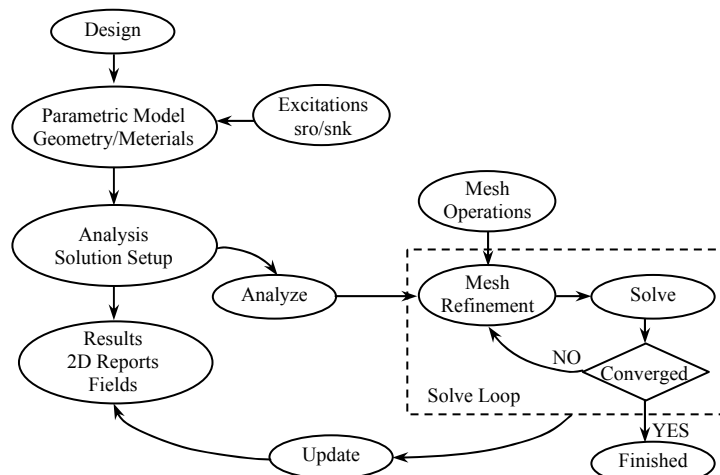 Design
Parametric Model
Geometry/Meterials
Excitations
sro/snk
Mesh
Operations
Analysis
Solution Setup
Analyze
Mesh
Refinement
Solve
Results
2D Reports
Fields
NO
Converged
Solve Loop
YES
Update
Finished